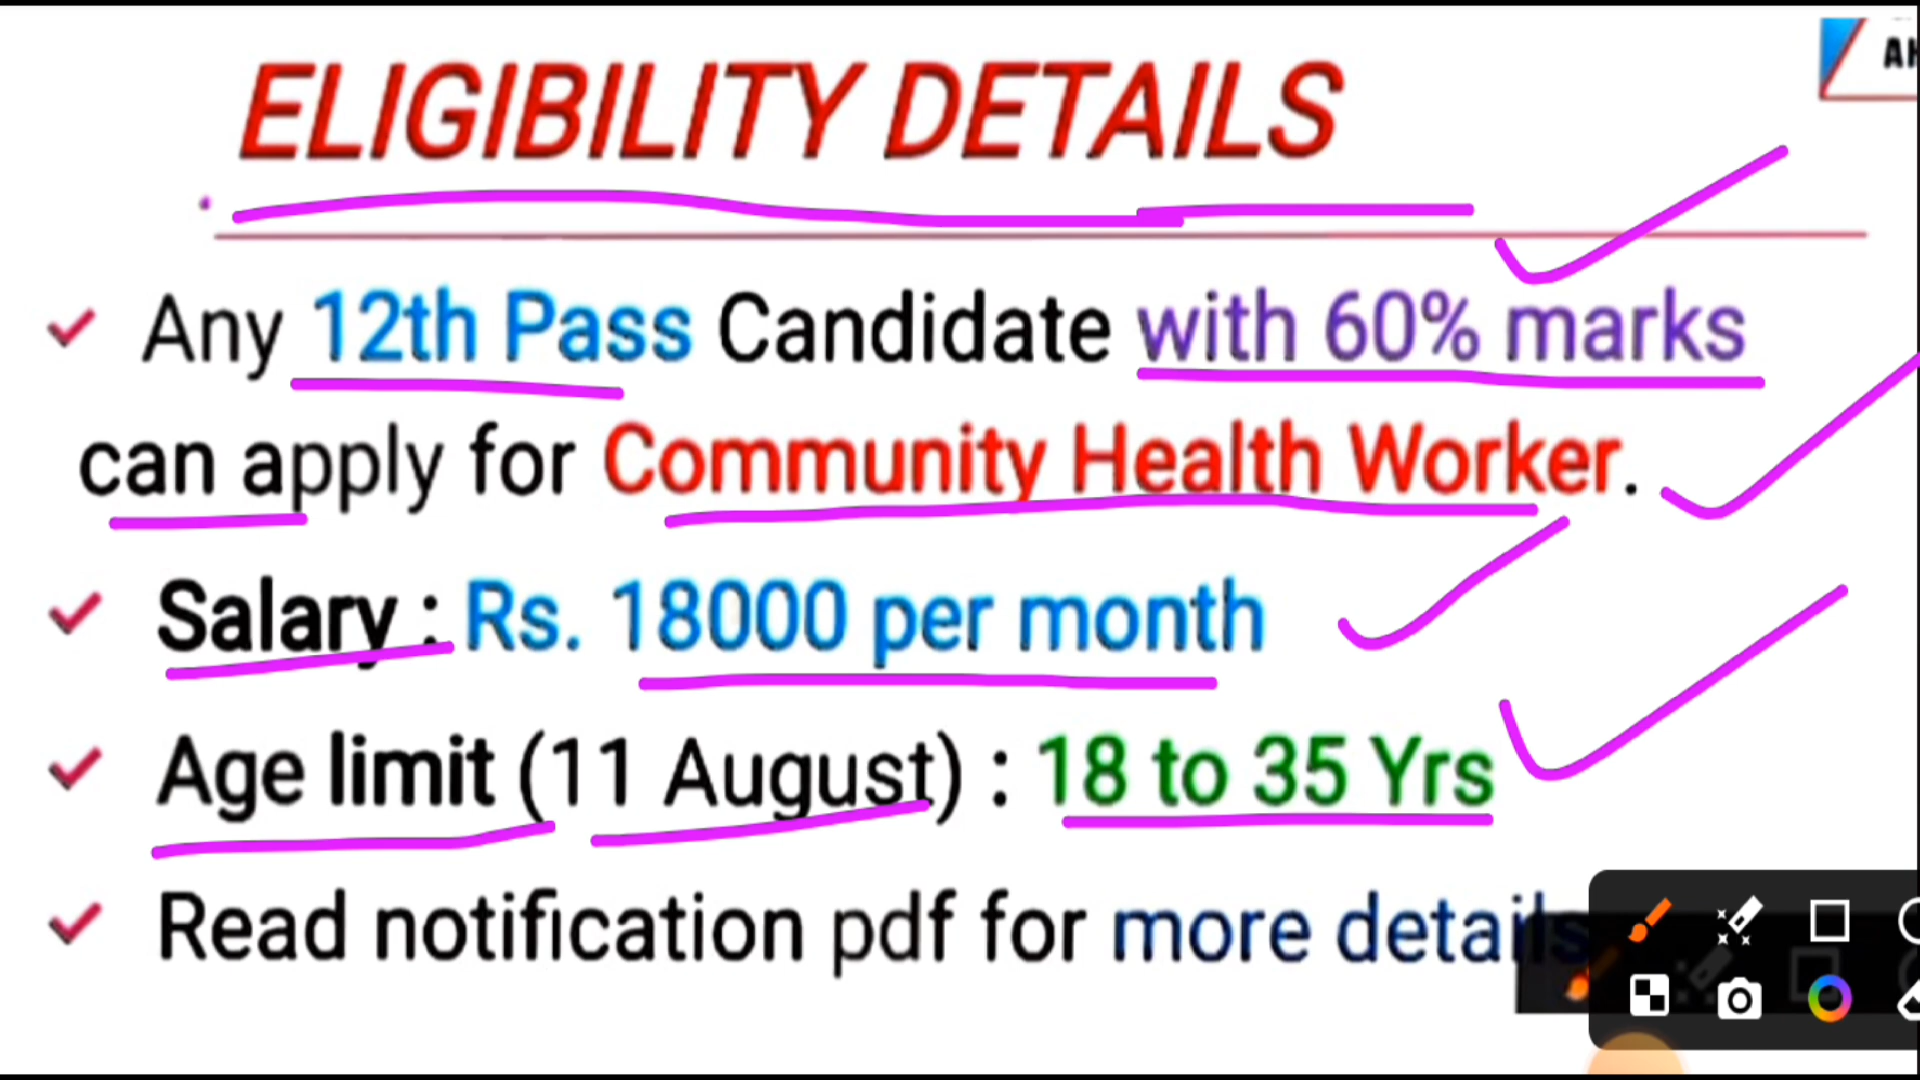 ELIGIBILITY DETAILS
Any 12th Pass Candidate with 60% marks
can apply for Community Health Worker.
Salary : Rs. 18000 per month
Age limit (11 August) : 18 to 35 Yrs
Read notification pdf for more details